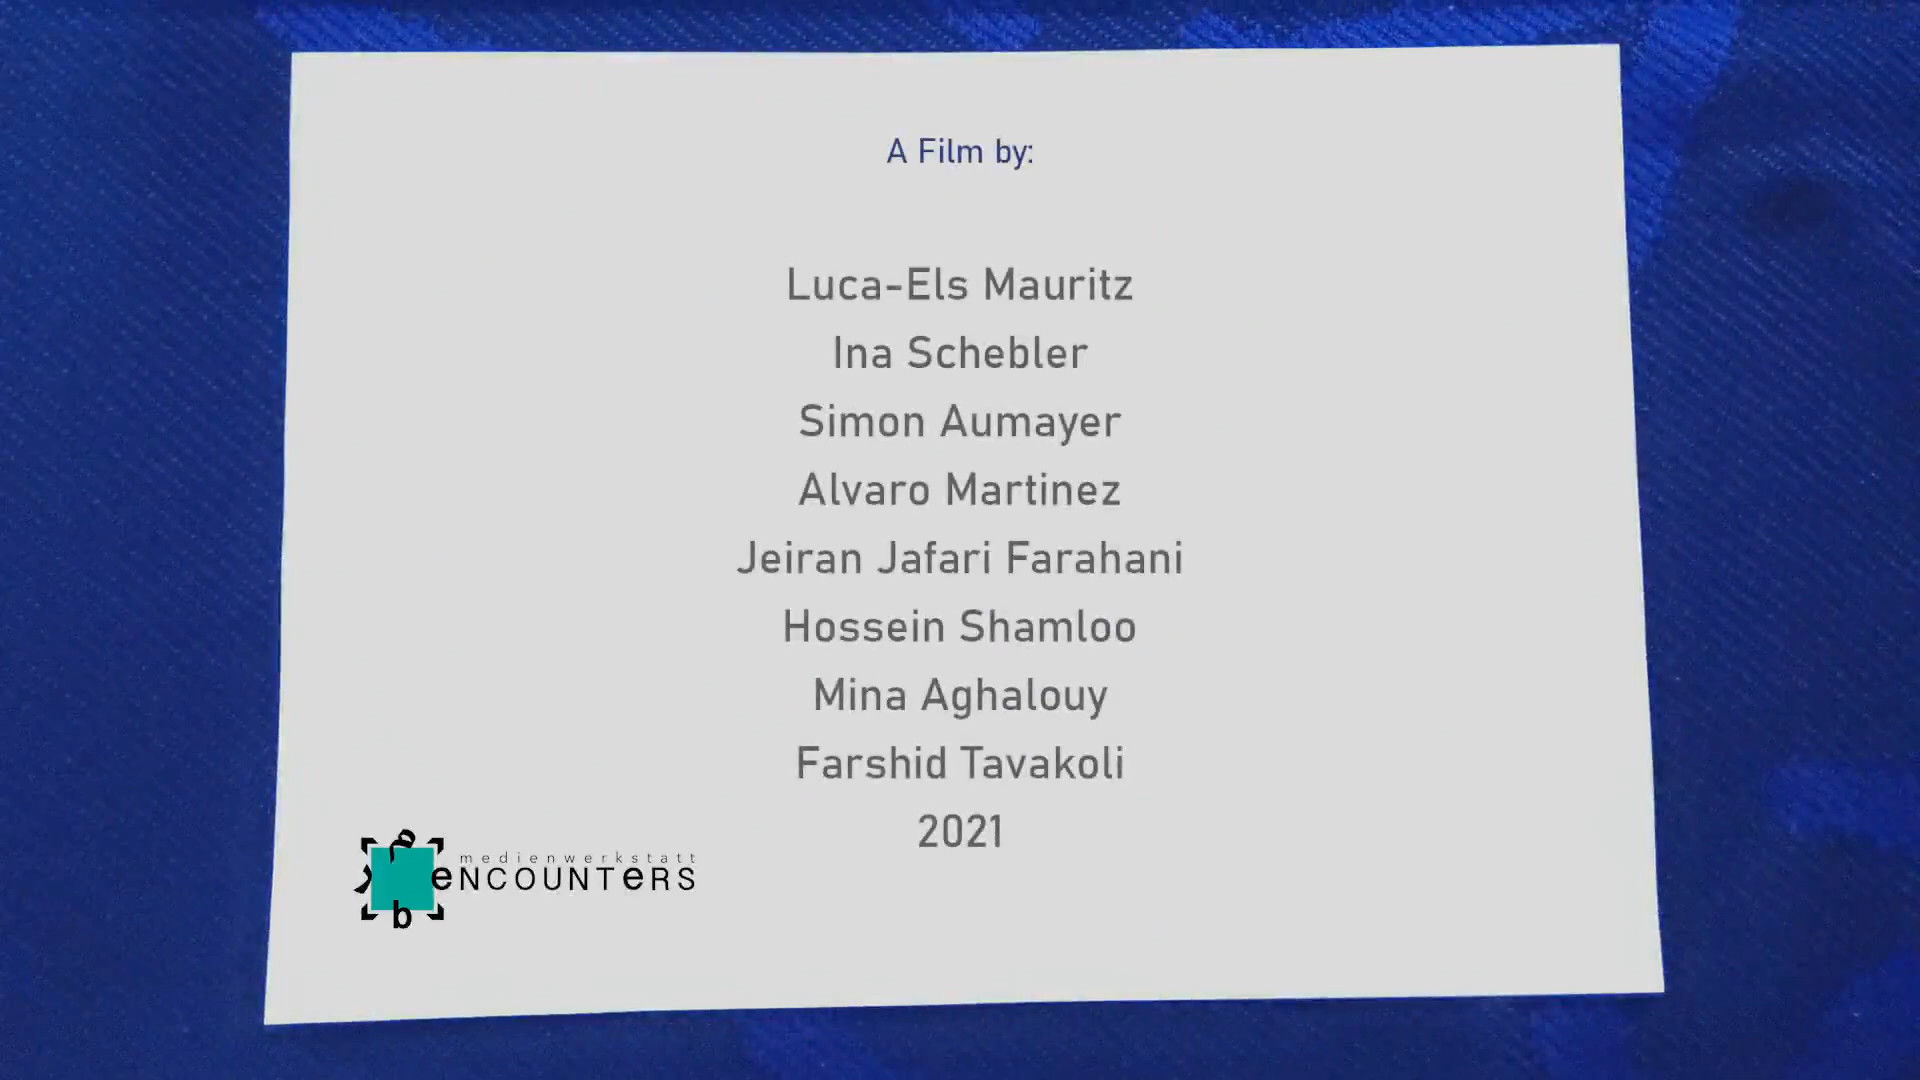 A Film by:
Luca-Els Mauritz
Ina Schebler
Simon Aumayer
Alvaro Martinez
Jeiran Jafari Farahani
Hossein Shamloo
Mina Aghalouy
Farshid Tavakoli
2021
medienwerkstatt
eNCOUNTeRS
b